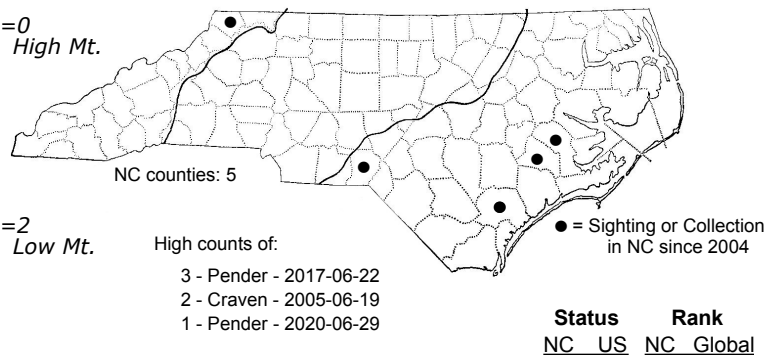 =0
High Mt.
NC counties: 5
=2
Low Mt.
High counts of:
3 - Pender - 2017-06-22
2 - Craven - 2005-06-19
1 - Pender - 2020-06-29
● = Sighting or Collection
in NC since 2004
Status Rank
NC US NC Global